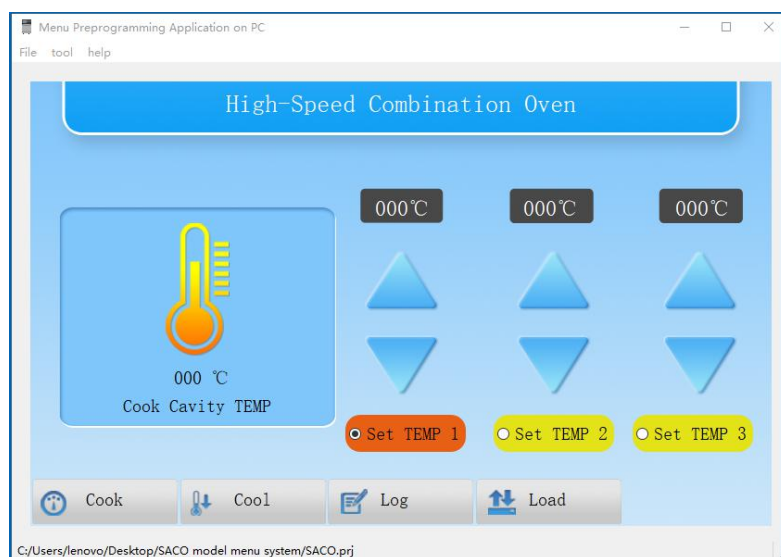 Menu Preprogramming Application on PC
File tool help
High-Speed Combination Oven
000℃ 000℃ 000℃
000 ℃
Cook Cavity TEMP
Set TEMP 1 Set TEMP 2 Set TEMP 3
Cook Cool Log Load
C:/Users/lenovo/Desktop/SACO model menu system/SACO.prj